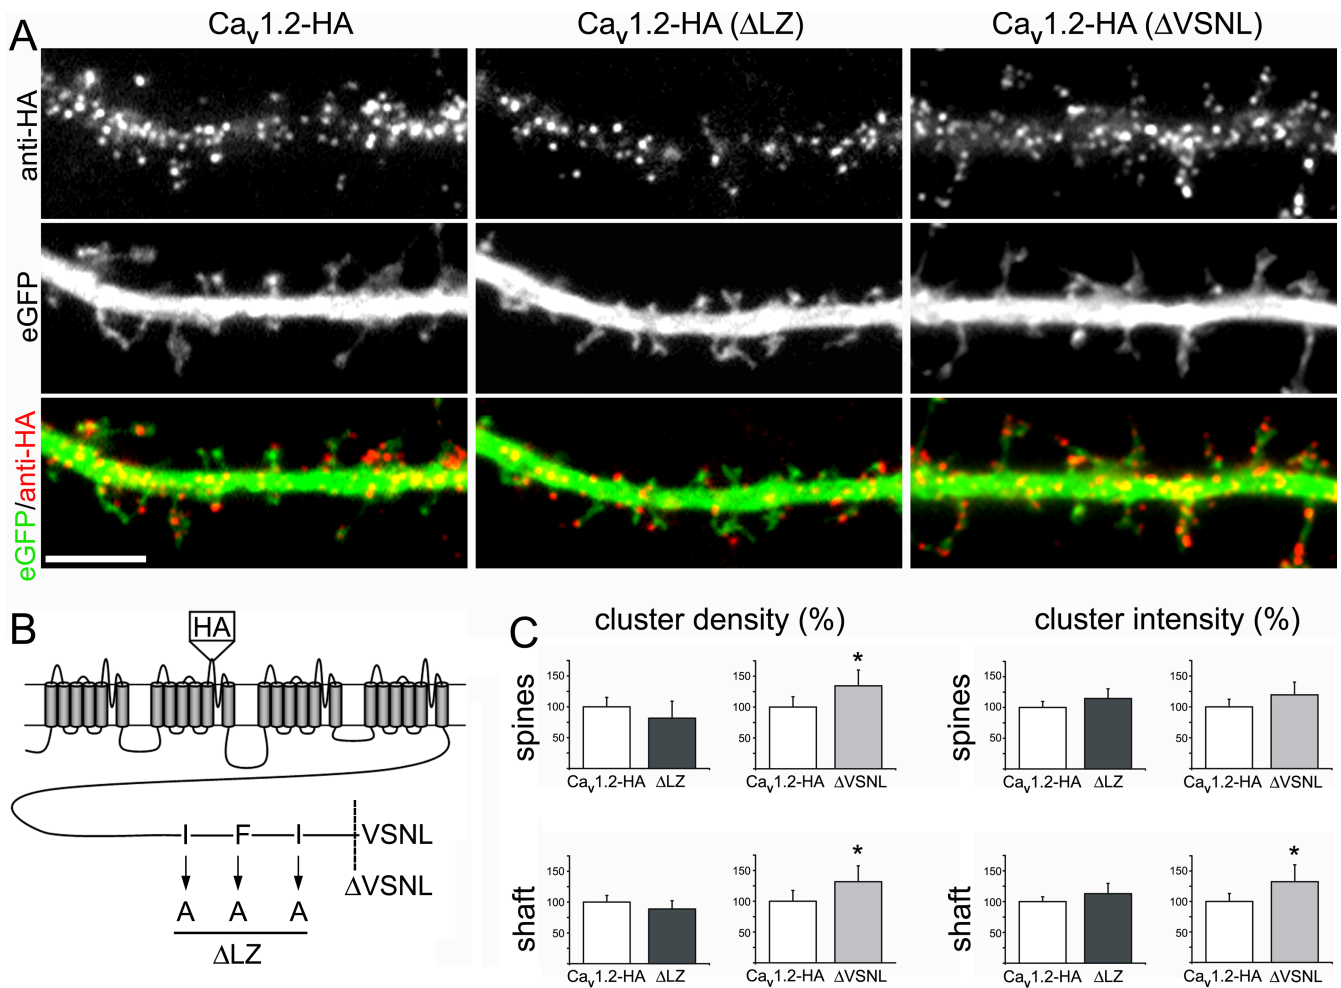 A
Cav1.2-HA
Cav1.2-HA (ΔLZ)
Cav1.2-HA (ΔVSNL)
anti-HA
eGFP
eGFP/anti-HA
B
HA
I F I VSNL
ΔVSNL
A A A
ΔLZ
C
cluster density (%)
cluster intensity (%)
spines
150
100
50
Cav1.2-HA ΔLZ
150
100
50
*
Cav1.2-HA ΔVSNL
spines
150
100
50
Cav1.2-HA ΔLZ
150
100
50
Cav1.2-HA ΔVSNL
shaft
150
100
50
Cav1.2-HA ΔLZ
150
100
50
*
Cav1.2-HA ΔVSNL
shaft
150
100
50
Cav1.2-HA ΔLZ
150
100
50
*
Cav1.2-HA ΔVSNL